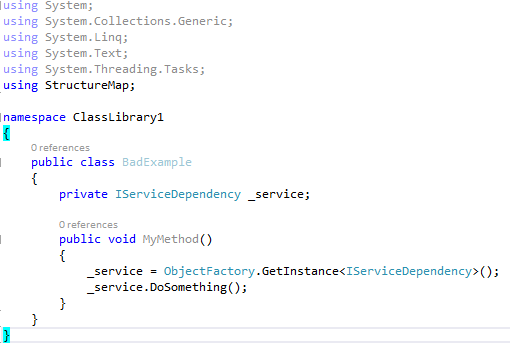 using System;
using System.Collections.Generic;
using System.Linq;
using System.Text;
using System.Threading.Tasks;
using StructureMap;
namespace ClassLibrary1
{
0 references
public class BadExample
{
private IServiceDependency _service;
0 references
public void MyMethod()
{
_service = ObjectFactory.GetInstance<IServiceDependency>();
_service.DoSomething();
}
}
}